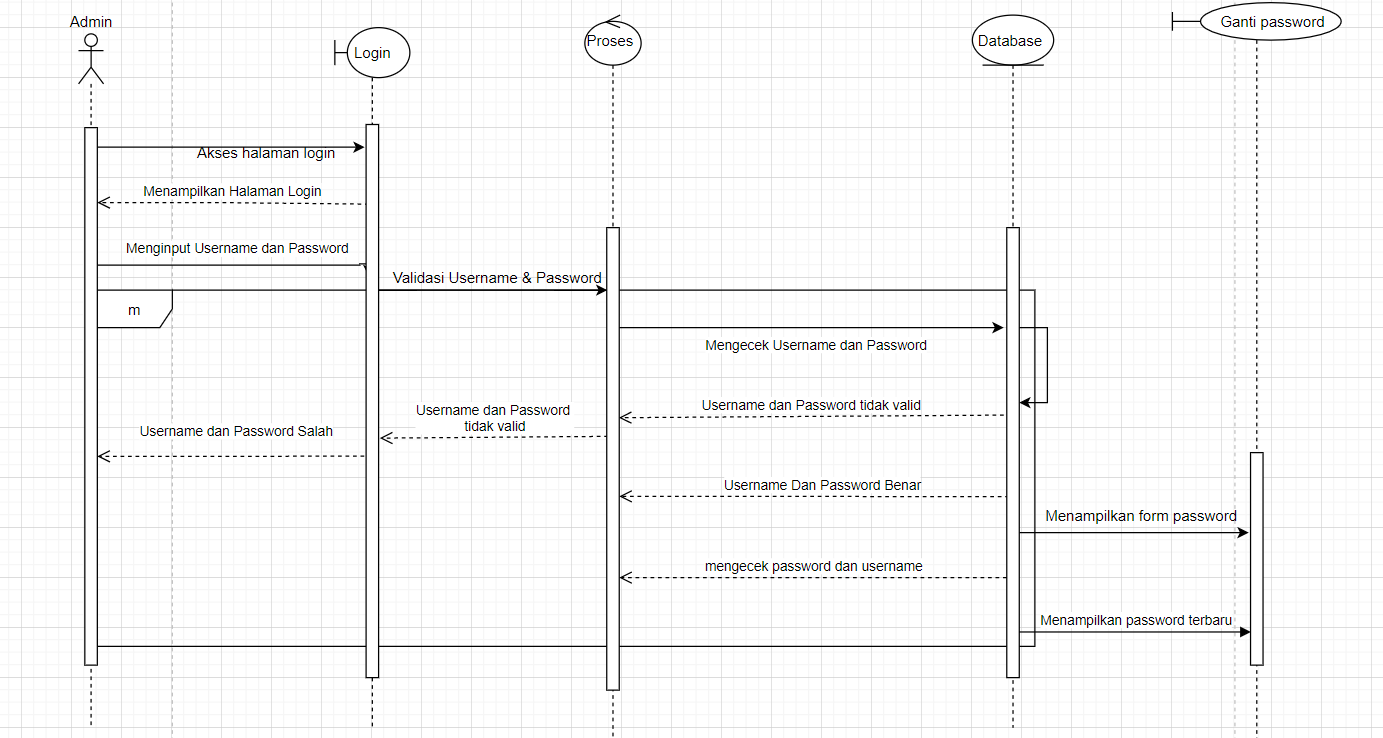 Admin
Login
Proses
Database
Ganti password
Akses halaman login
Menampilkan Halaman Login
Menginput Username dan Password
Validasi Username & Password
m
Mengecek Username dan Password
Username dan Password tidak valid
Username dan Password
tidak valid
Username dan Password Salah
Username Dan Password Benar
Menampilkan form password
mengecek password dan username
Menampilkan password terbaru